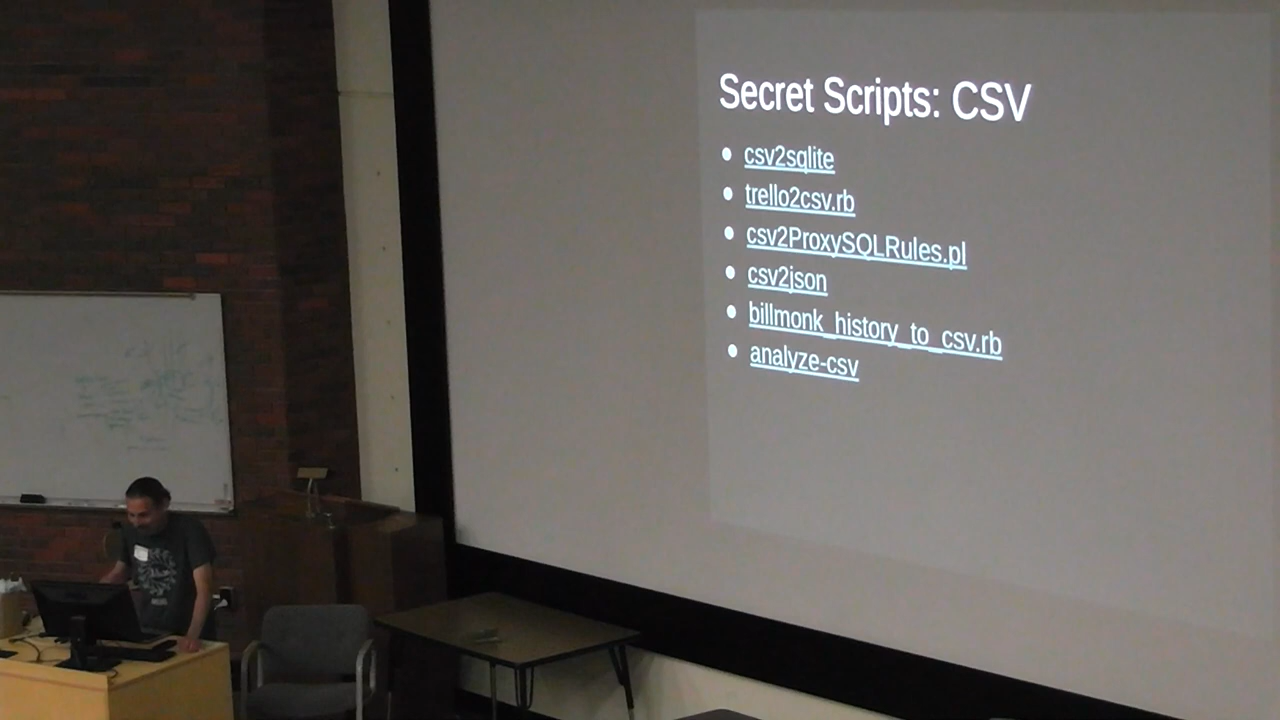 Secret Scripts: CSV
csv2sqlite
trello2csv.rb
csv2ProxySQLRules.pl
csv2json
billmonk_history_to_csv.rb
analyze-csv